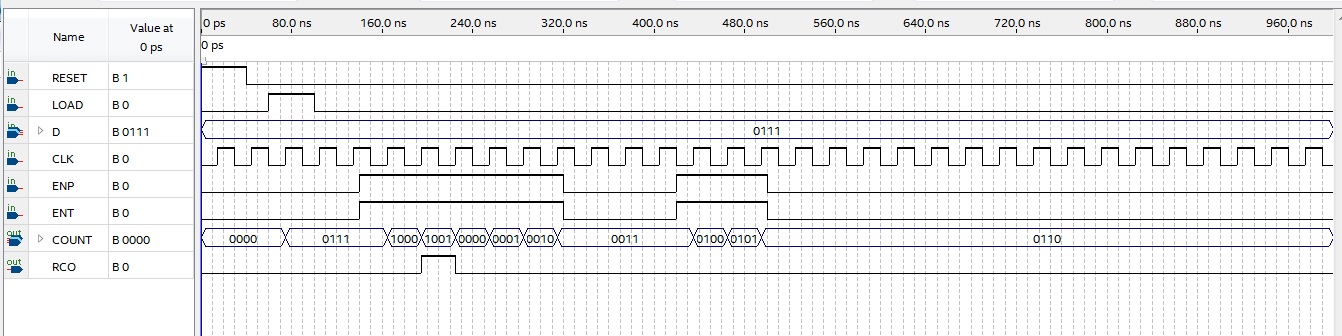 Name
Value at
0 ps
0 ps 80.0 ns 160.0 ns 240.0 ns 320.0 ns 400.0 ns 480.0 ns 560.0 ns 640.0 ns 720.0 ns 800.0 ns 880.0 ns 960.0 ns
0 ps
in RESET B 1
in LOAD B 0
in D B 0111 0111
in CLK B 0
in ENP B 0
in ENT B 0
out COUNT B 0000 0000 0111 1000 1001 0000 0001 0010 0011 0100 0101 0110
out RCO B 0